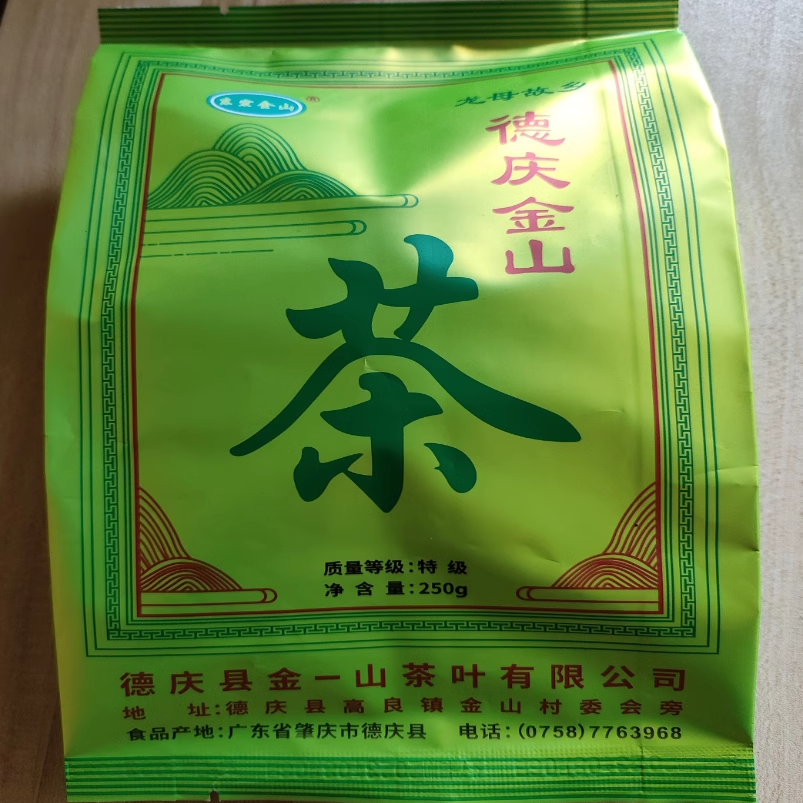 金山
®
龙母故乡
德庆金山
茶
质量等级:特 级
净 含 量:250g
德庆县金一山茶叶有限公司
地 址:德庆县高良镇金山村委会旁
食品产地:广东省肇庆市德庆县 电话:(0758)7763968